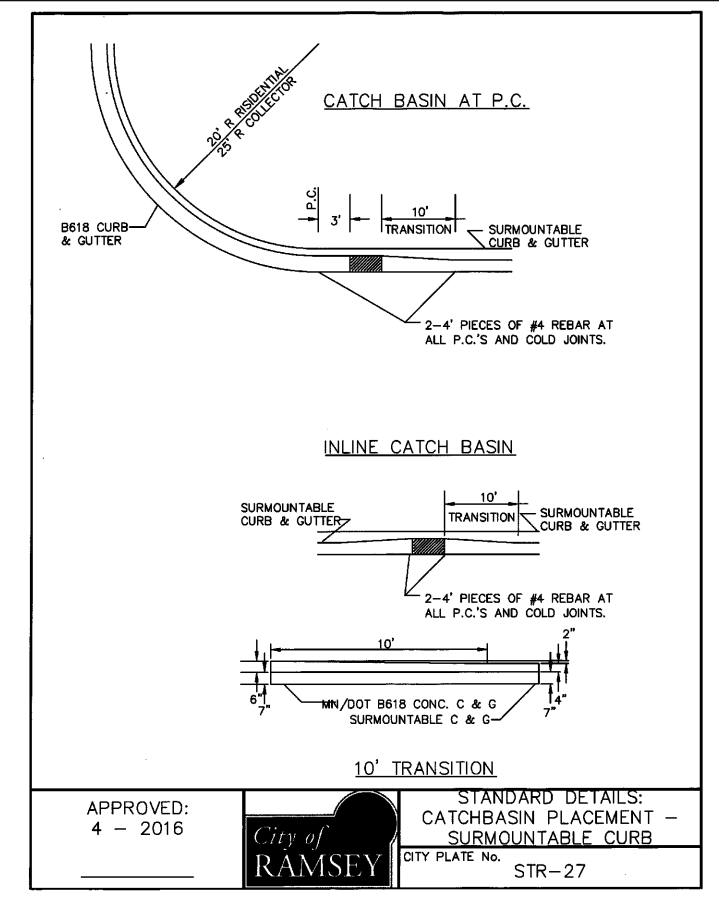 CATCH BASIN AT P.C.
20' R RISIDENTIAL
25' R COLLECTOR
P.C.
3'
10'
TRANSITION
B618 CURB
& GUTTER
SURMOUNTABLE
CURB & GUTTER
2-4' PIECES OF #4 REBAR AT
ALL P.C.'S AND COLD JOINTS.
INLINE CATCH BASIN
10'
TRANSITION
SURMOUNTABLE
CURB & GUTTER
SURMOUNTABLE
CURB & GUTTER
2-4' PIECES OF #4 REBAR AT
ALL P.C.'S AND COLD JOINTS.
10'
2"
6"
7"
4"
7"
MN/DOT B618 CONC. C & G
SURMOUNTABLE C & G
10' TRANSITION
APPROVED:
4 - 2016
City of
RAMSEY
STANDARD DETAILS:
CATCHBASIN PLACEMENT -
SURMOUNTABLE CURB
CITY PLATE No.
STR-27